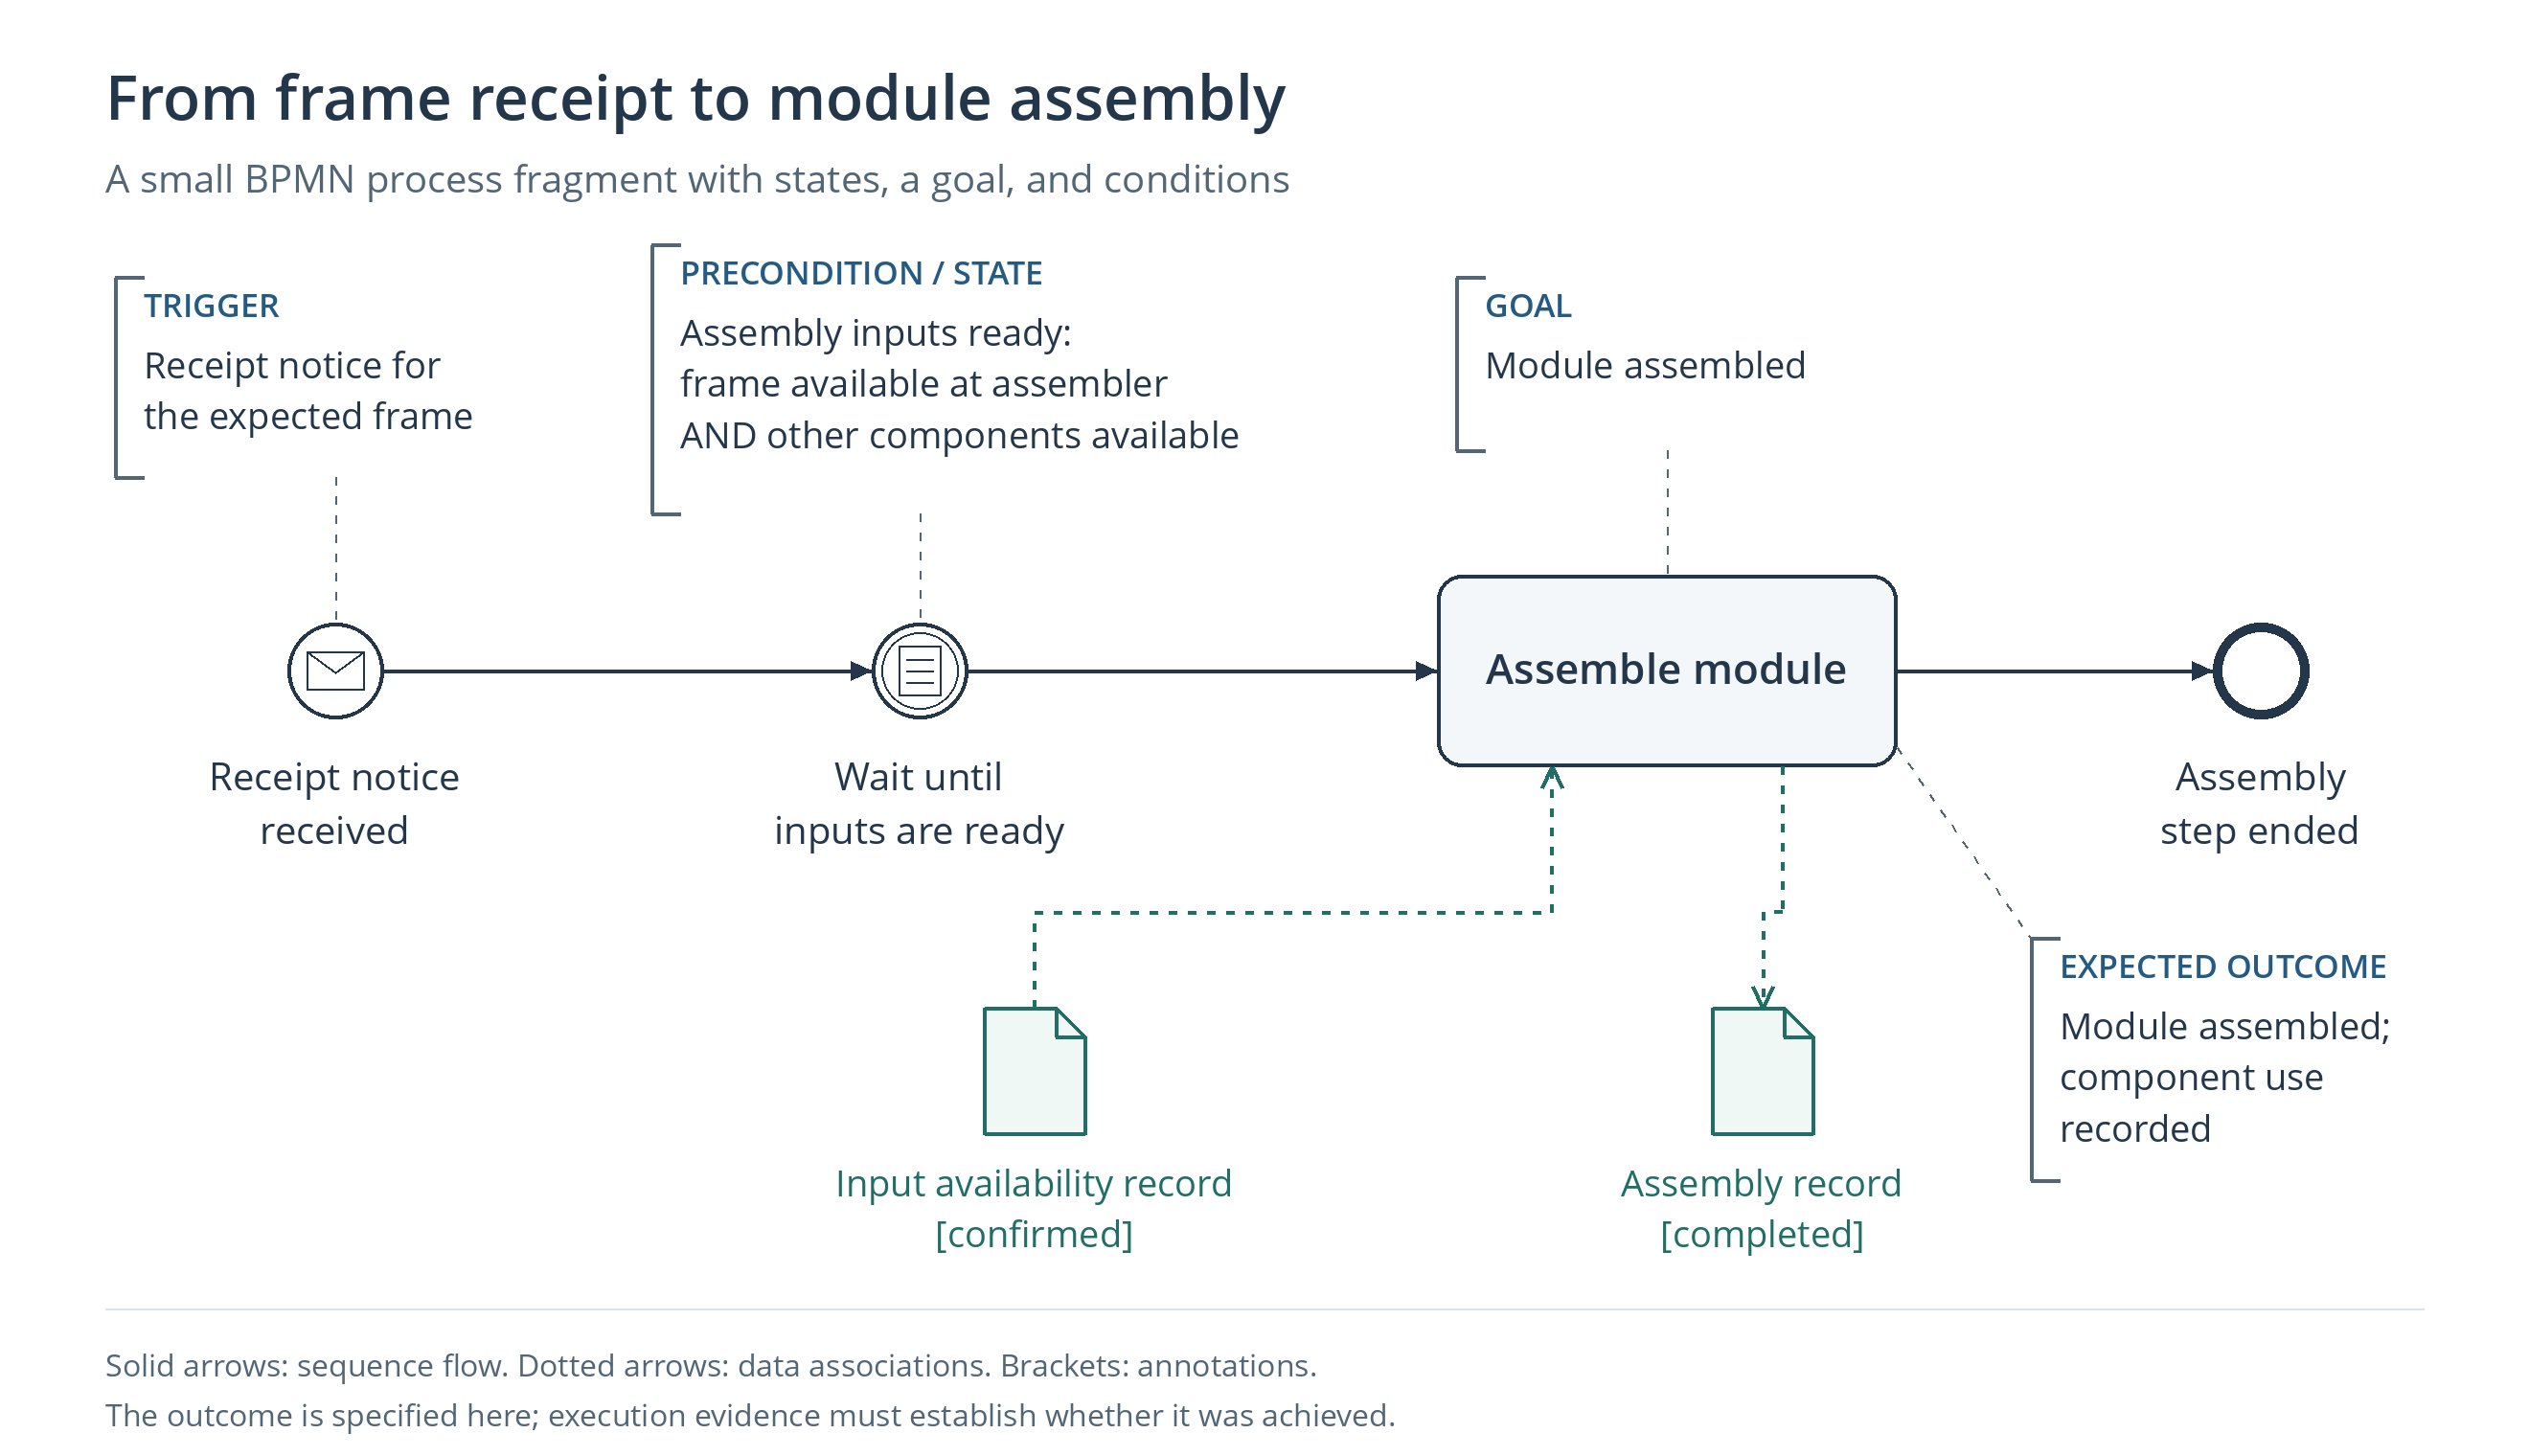 From frame receipt to module assembly
A small BPMN process fragment with states, a goal, and conditions
TRIGGER
Receipt notice for
the expected frame
PRECONDITION / STATE
Assembly inputs ready:
frame available at assembler
AND other components available
GOAL
Module assembled
Receipt notice
received
Wait until
inputs are ready
Assemble module
Assembly
step ended
Input availability record
[confirmed]
Assembly record
[completed]
EXPECTED OUTCOME
Module assembled;
component use
recorded
Solid arrows: sequence flow. Dotted arrows: data associations. Brackets: annotations.
The outcome is specified here; execution evidence must establish whether it was achieved.